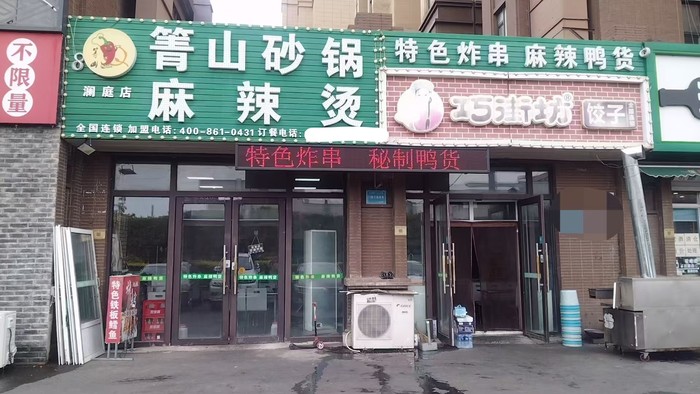 不限量
箐山砂锅
麻辣烫
澜庭店
全国连锁 加盟电话:400-861-0431 订餐电话:
特色炸串 麻辣鸭货
巧街坊
饺子
特色炸串 秘制鸭货
特色铁板鱿鱼